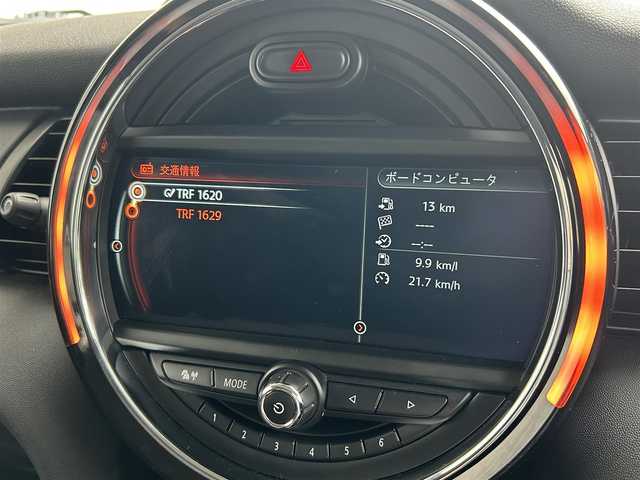 交通情報
TRF 1620
TRF 1629
ボードコンピュータ
13 km
----
--:--
9.9 km/l
21.7 km/h
MODE
1 2 3 4 5 6